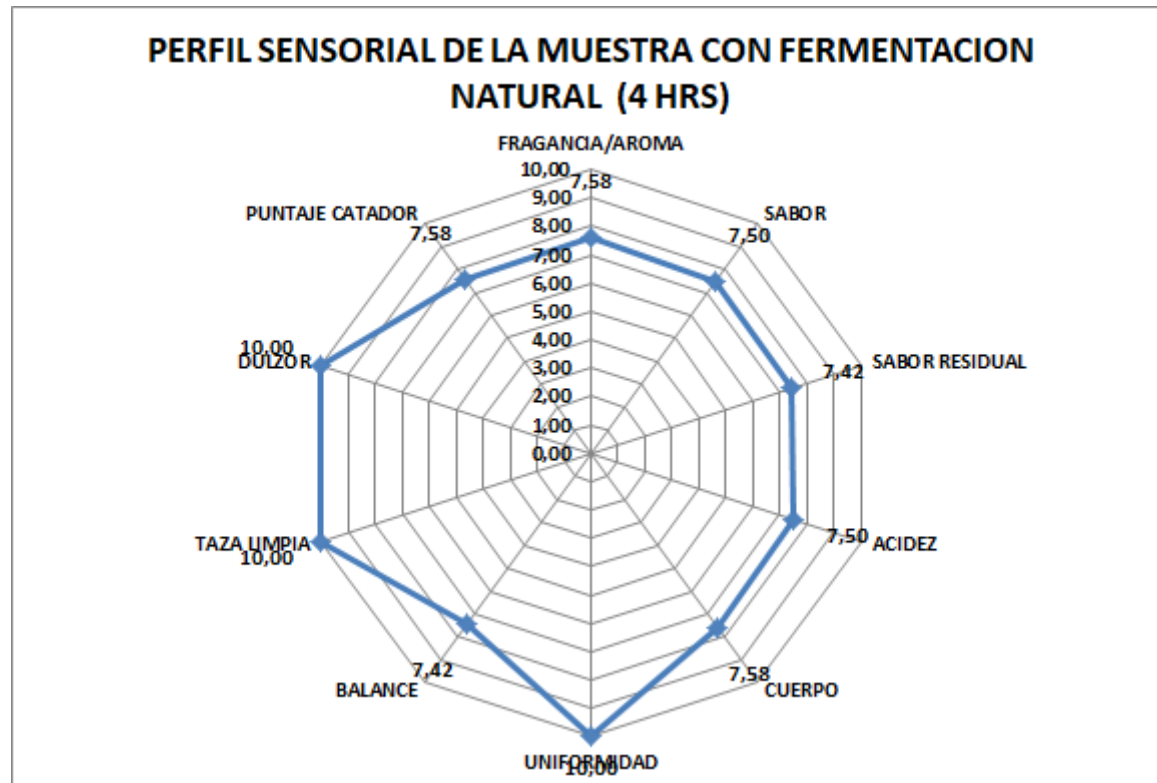 PERFIL SENSORIAL DE LA MUESTRA CON FERMENTACION
NATURAL (4 HRS)
FRAGANCIA/AROMA
10,00
7,58
9,00
8,00
7,00
6,00
5,00
4,00
3,00
2,00
1,00
0,00
SABOR
7,50
SABOR RESIDUAL
7,42
ACIDEZ
7,50
CUERPO
7,58
UNIFORMIDAD
10,00
BALANCE
7,42
TAZA LIMPIA
10,00
DULZOR
10,00
PUNTAJE CATADOR
7,58